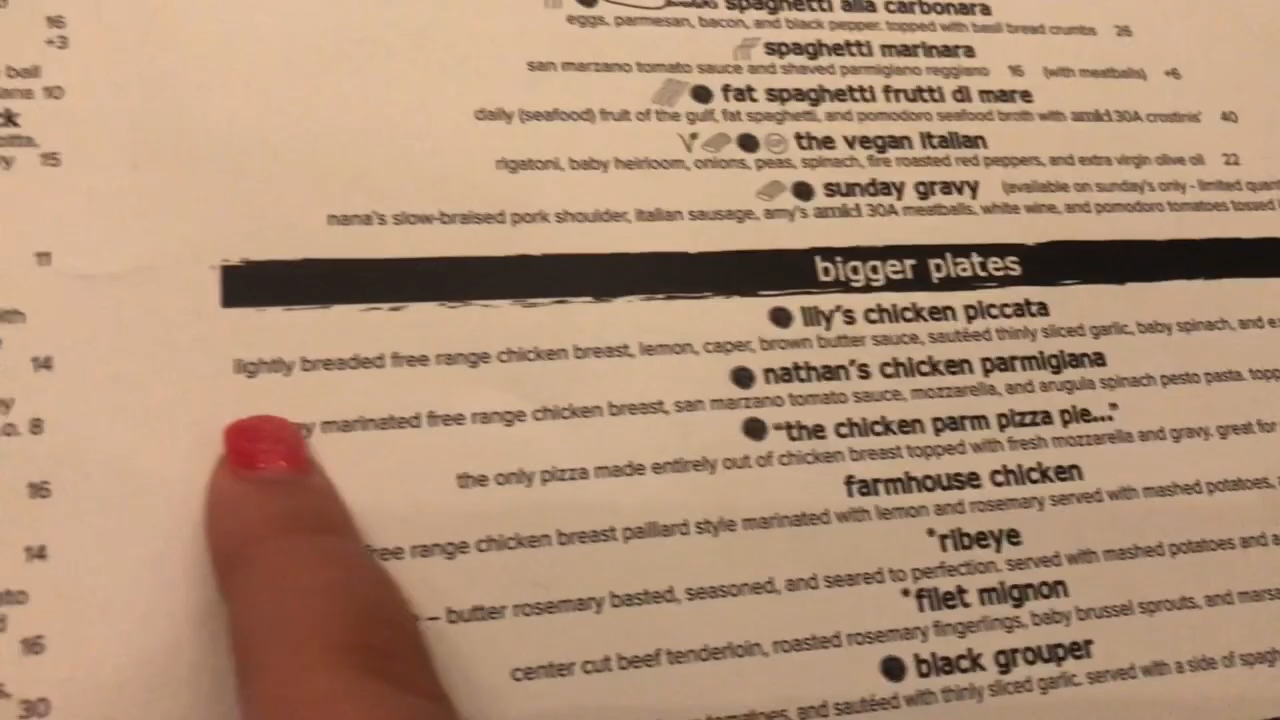 16
+3
ball
10
15
11
14
8
16
14
16
30
spaghetti alla carbonara
eggs, parmesan, bacon, and black pepper. topped with basil bread crumbs 26
spaghetti marinara
san marzano tomato sauce and shaved parmigiano reggiano 16 (with meatballs) +6
fat spaghetti frutti di mare
daily (seafood) fruit of the gulf, fat spaghetti, and pomodoro seafood broth with amici 30A crostinis' 40
the vegan italian
rigatoni, baby heirloom, onions, peas, spinach, fire roasted red peppers, and extra virgin olive oil 22
sunday gravy (available on sunday's only - limited
nana's slow-braised pork shoulder, italian sausage, amy's amici 30A meatballs, white wine, and pomodoro tomatoes tossed
bigger plates
lily's chicken piccata
lightly breaded free range chicken breast, lemon, caper, brown butter sauce, sautéed thinly sliced garlic, baby spinach, and
nathan's chicken parmigiana
marinated free range chicken breast, san marzano tomato sauce, mozzarella, and arugula spinach pesto pasta.
"the chicken parm pizza pie..."
the only pizza made entirely out of chicken breast topped with fresh mozzarella and gravy. great for
farmhouse chicken
free range chicken breast paillard style marinated with lemon and rosemary served with mashed potatoes,
*ribeye
– butter rosemary basted, seasoned, and seared to perfection. served with mashed potatoes and
*filet mignon
center cut beef tenderloin, roasted rosemary fingerlings, baby brussel sprouts, and
black grouper
tomatoes, and sautéed with thinly sliced garlic. served with a side of